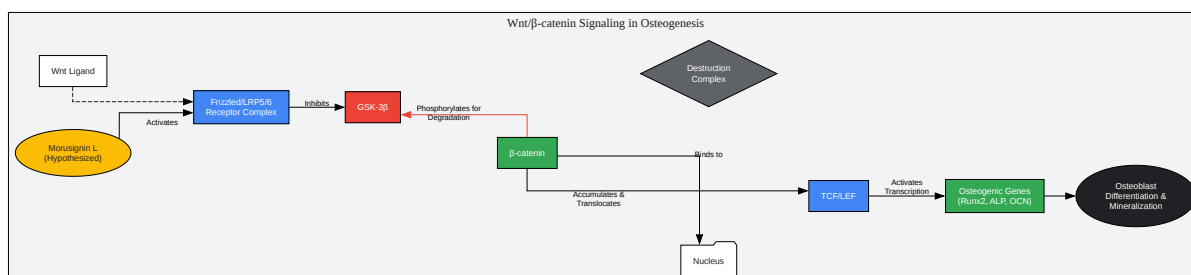 Wnt/β-catenin Signaling in Osteogenesis
Wnt Ligand
Destruction
Complex
Frizzled/LRP5/6
Receptor Complex
Inhibits
GSK-3β
Phosphorylates for
Degradation
Activates
Morusignin L
(Hypothesized)
β-catenin
Binds to
Accumulates &
Translocates
TCF/LEF
Activates
Transcription
Osteogenic Genes
(Runx2, ALP, OCN)
Osteoblast
Differentiation &
Mineralization
Nucleus